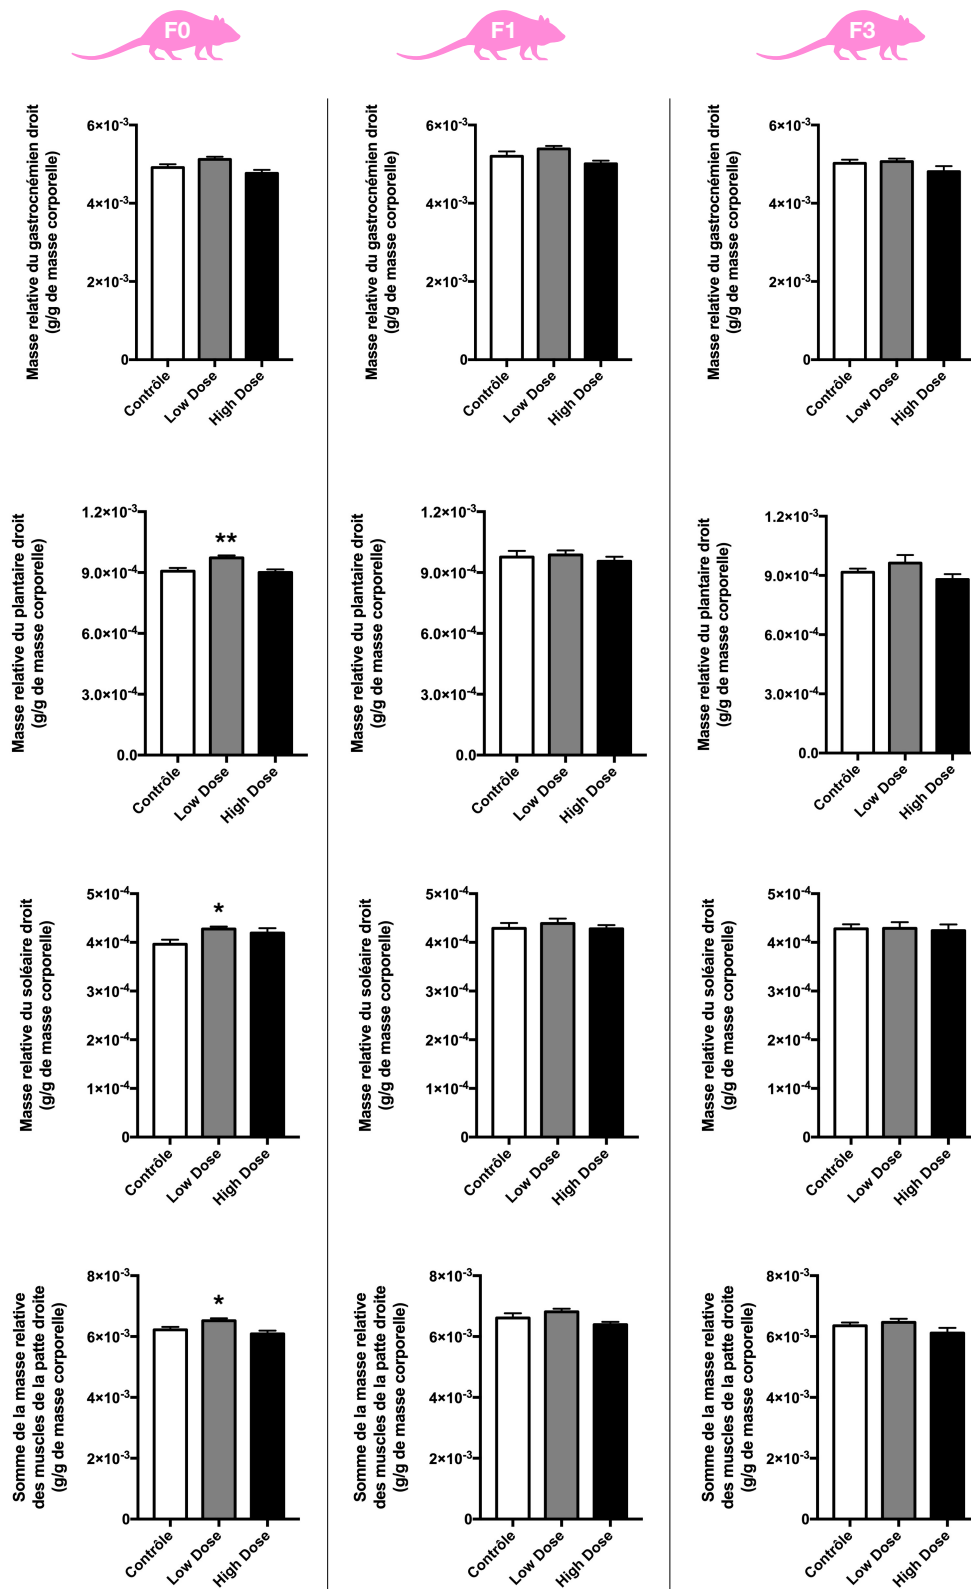 F0
F1
F3
Masse relative du gastrocnémien droit
(g/g de masse corporelle)
6×10-3
4×10-3
2×10-3
0
Contrôle
Low Dose
High Dose
Masse relative du gastrocnémien droit
(g/g de masse corporelle)
6×10-3
4×10-3
2×10-3
0
Contrôle
Low Dose
High Dose
Masse relative du gastrocnémien droit
(g/g de masse corporelle)
6×10-3
4×10-3
2×10-3
0
Contrôle
Low Dose
High Dose
Masse relative du plantaire droit
(g/g de masse corporelle)
1.2×10-3
9.0×10-4
6.0×10-4
3.0×10-4
0.0
**
Contrôle
Low Dose
High Dose
Masse relative du plantaire droit
(g/g de masse corporelle)
1.2×10-3
9.0×10-4
6.0×10-4
3.0×10-4
0.0
Contrôle
Low Dose
High Dose
Masse relative du plantaire droit
(g/g de masse corporelle)
1.2×10-3
9.0×10-4
6.0×10-4
3.0×10-4
0.0
Contrôle
Low Dose
High Dose
Masse relative du soléaire droit
(g/g de masse corporelle)
5×10-4
4×10-4
3×10-4
2×10-4
1×10-4
0
*
Contrôle
Low Dose
High Dose
Masse relative du soléaire droit
(g/g de masse corporelle)
5×10-4
4×10-4
3×10-4
2×10-4
1×10-4
0
Contrôle
Low Dose
High Dose
Masse relative du soléaire droit
(g/g de masse corporelle)
5×10-4
4×10-4
3×10-4
2×10-4
1×10-4
0
Contrôle
Low Dose
High Dose
Somme de la masse relative
des muscles de la patte droite
(g/g de masse corporelle)
8×10-3
6×10-3
4×10-3
2×10-3
0
*
Contrôle
Low Dose
High Dose
Somme de la masse relative
des muscles de la patte droite
(g/g de masse corporelle)
8×10-3
6×10-3
4×10-3
2×10-3
0
Contrôle
Low Dose
High Dose
Somme de la masse relative
des muscles de la patte droite
(g/g de masse corporelle)
8×10-3
6×10-3
4×10-3
2×10-3
0
Contrôle
Low Dose
High Dose